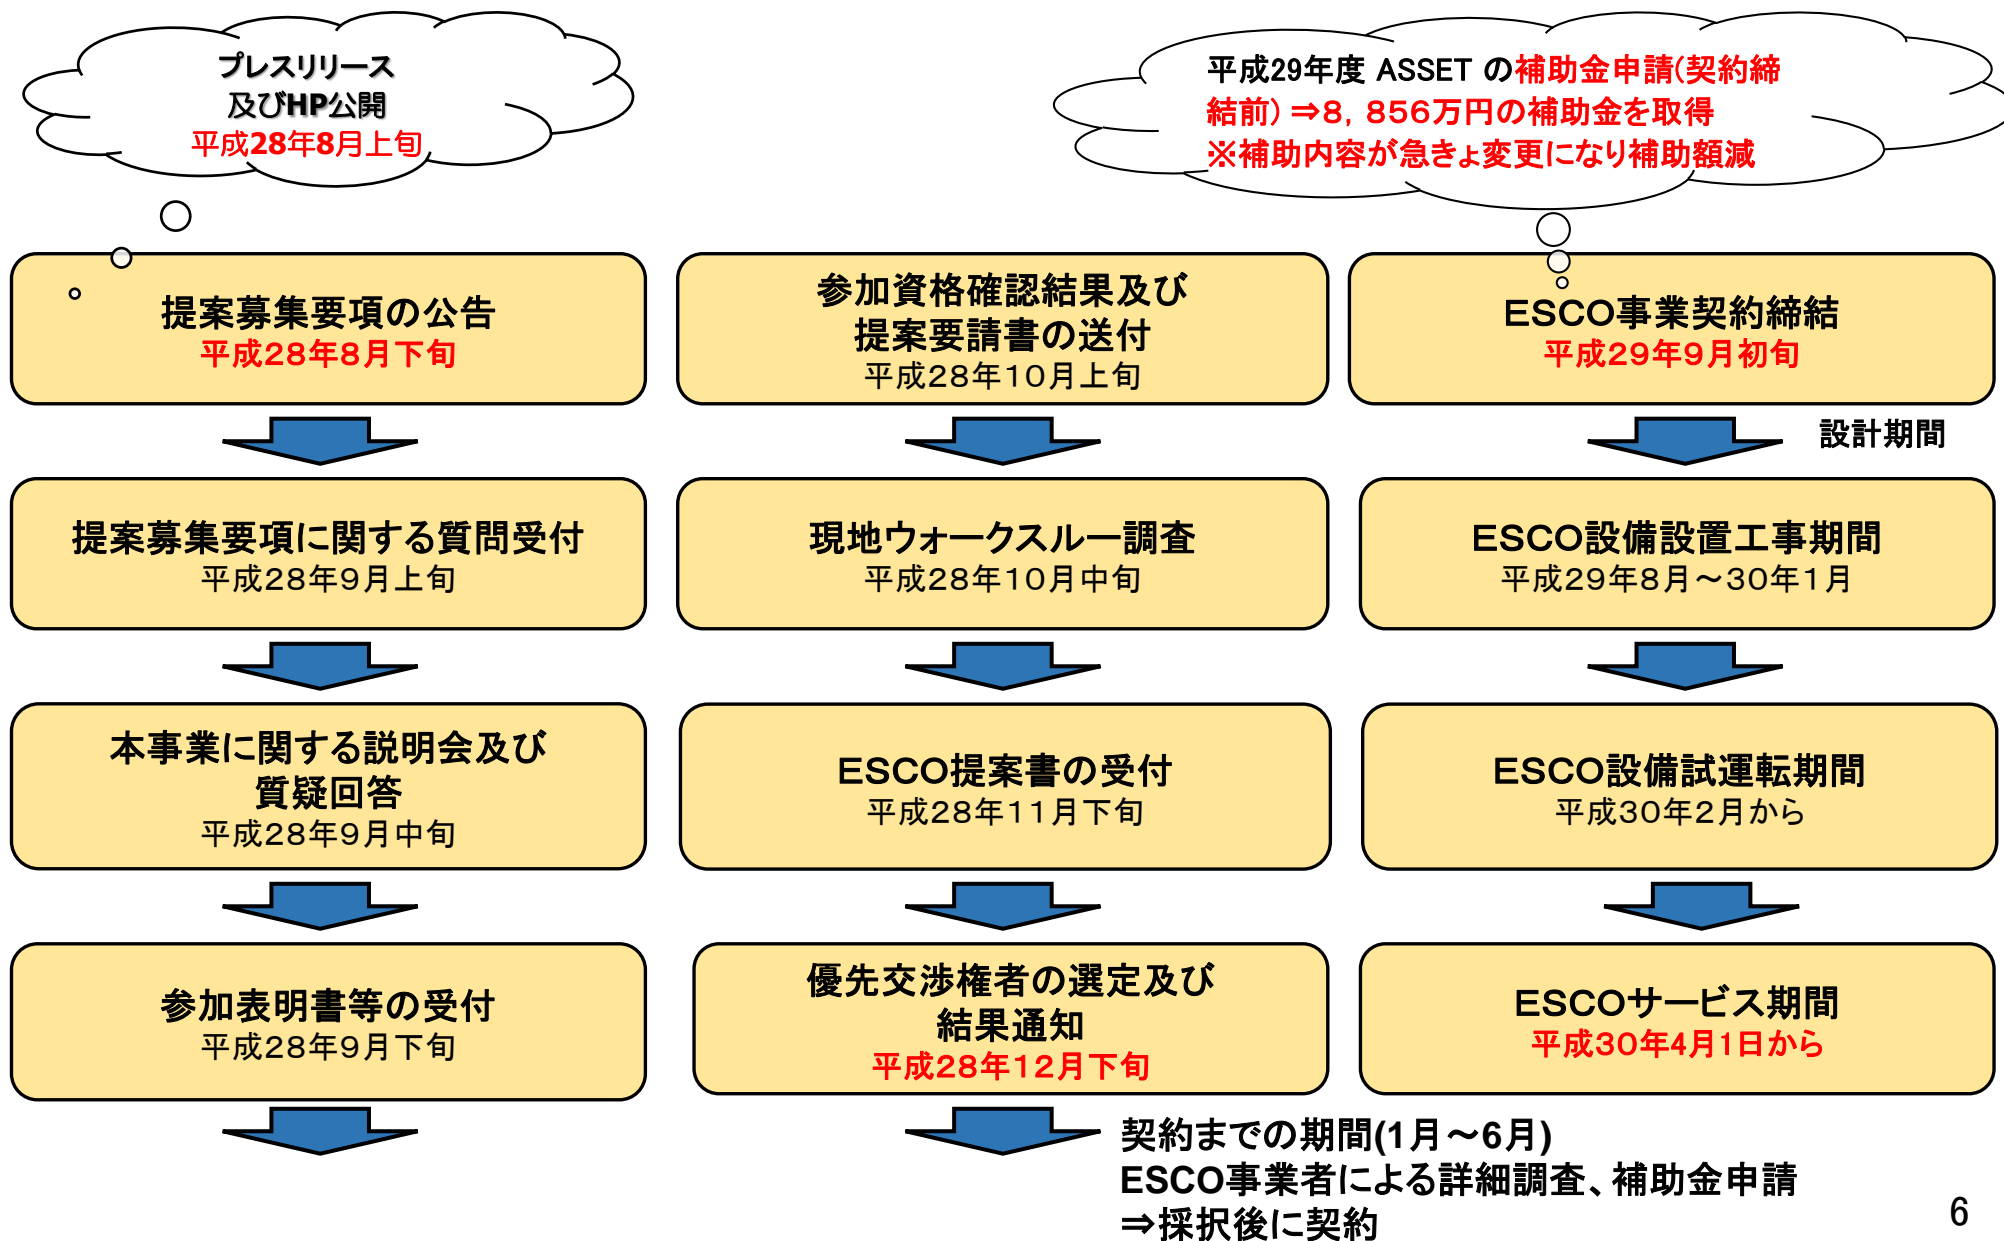 プレスリリース
及びHP公開
平成28年8月上旬
平成29年度 ASSET の補助金申請(契約締
結前)⇒8,856万円の補助金を取得
※補助内容が急きょ変更になり補助額減
提案募集要項の公告
平成28年8月下旬
提案募集要項に関する質問受付
平成28年9月上旬
本事業に関する説明会及び
質疑回答
平成28年9月中旬
参加表明書等の受付
平成28年9月下旬
参加資格確認結果及び
提案要請書の送付
平成28年10月上旬
現地ウォークスルー調査
平成28年10月中旬
ESCO提案書の受付
平成28年11月下旬
優先交渉権者の選定及び
結果通知
平成28年12月下旬
契約までの期間(1月～6月)
ESCO事業者による詳細調査、補助金申請
⇒採択後に契約
ESCO事業契約締結
平成29年9月初旬
設計期間
ESCO設備設置工事期間
平成29年8月～30年1月
ESCO設備試運転期間
平成30年2月から
ESCOサービス期間
平成30年4月1日から
6